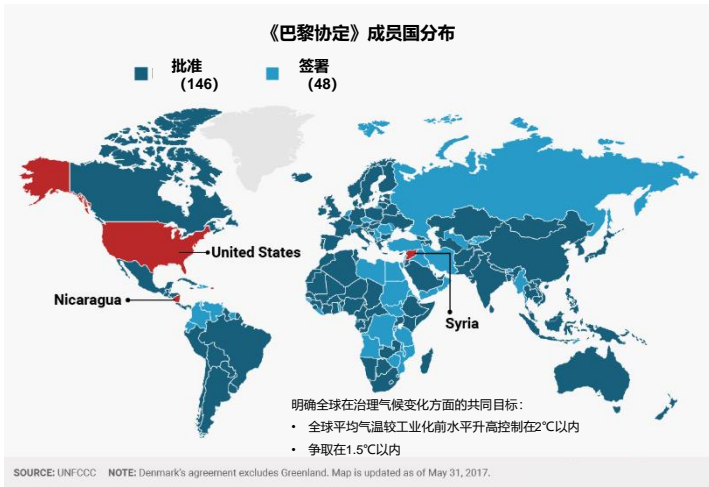 《巴黎协定》成员国分布
批准
（146）
签署
（48）
United States
Nicaragua
Syria
明确全球在治理气候变化方面的共同目标：
• 全球平均气温较工业化前水平升高控制在2℃以内
• 争取在1.5℃以内
SOURCE: UNFCCC NOTE: Denmark's agreement excludes Greenland. Map is updated as of May 31, 2017.